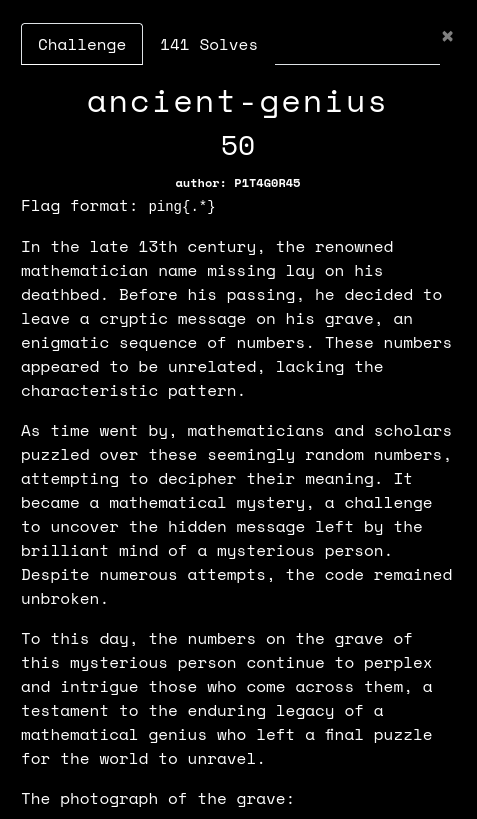 Challenge 141 Solves ×
ancient-genius
50
author: P1T4G0R45
Flag format: ping{.*}
In the late 13th century, the renowned
mathematician name missing lay on his
deathbed. Before his passing, he decided to
leave a cryptic message on his grave, an
enigmatic sequence of numbers. These numbers
appeared to be unrelated, lacking the
characteristic pattern.
As time went by, mathematicians and scholars
puzzled over these seemingly random numbers,
attempting to decipher their meaning. It
became a mathematical mystery, a challenge
to uncover the hidden message left by the
brilliant mind of a mysterious person.
Despite numerous attempts, the code remained
unbroken.
To this day, the numbers on the grave of
this mysterious person continue to perplex
and intrigue those who come across them, a
testament to the enduring legacy of a
mathematical genius who left a final puzzle
for the world to unravel.
The photograph of the grave: